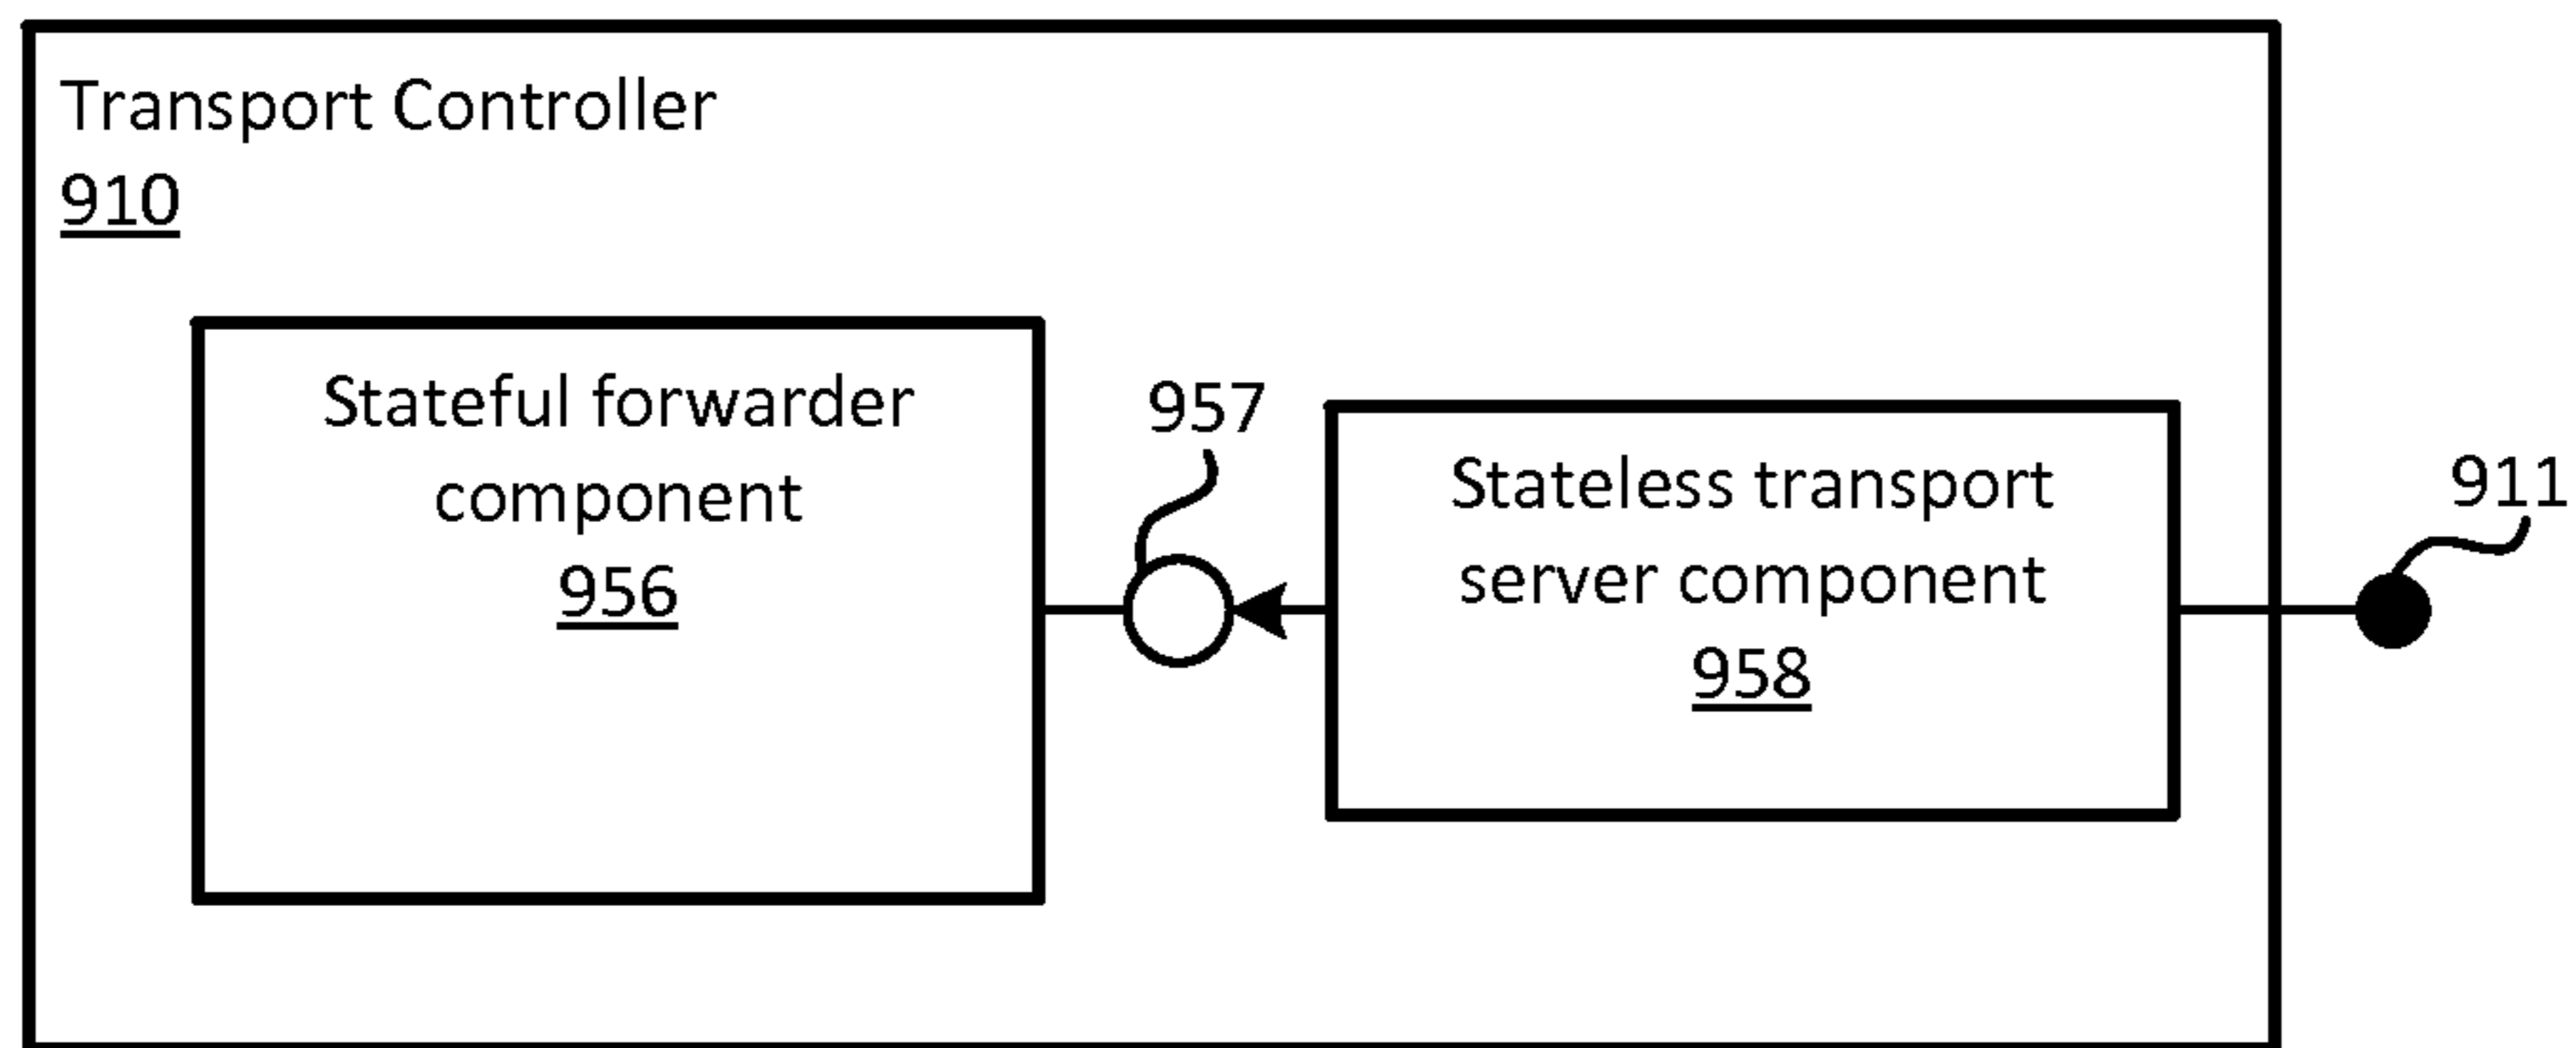 Transport Controller
910
Stateful forwarder
component
956
957
Stateless transport
server component
958
911